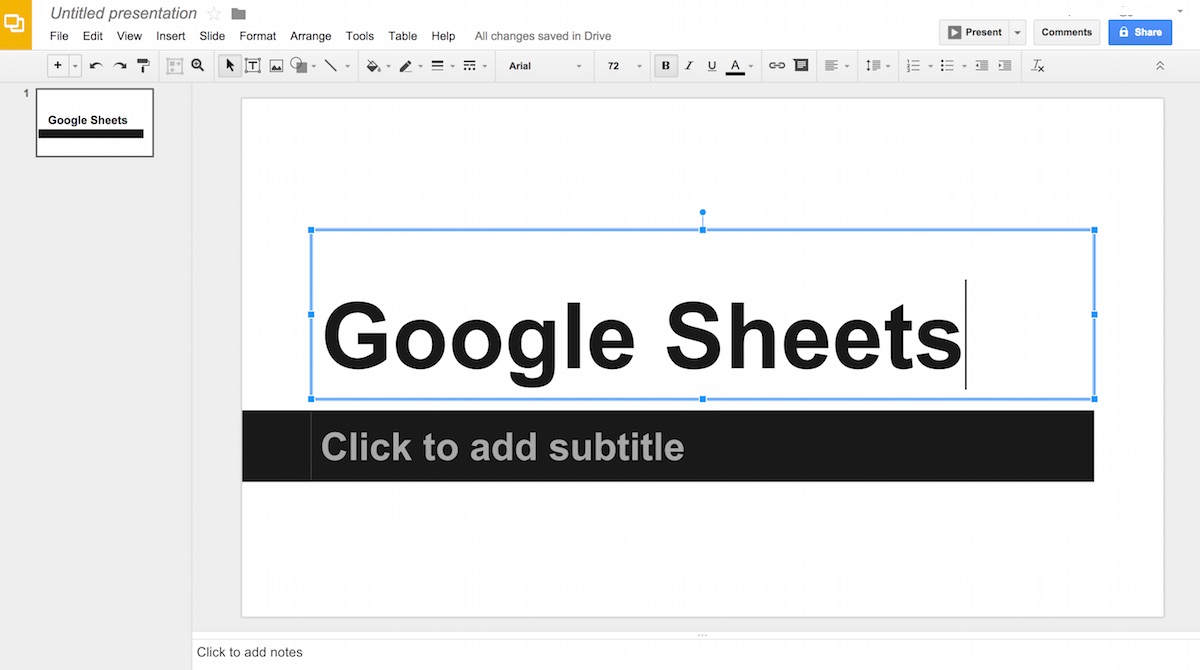 Untitled presentation
File Edit View Insert Slide Format Arrange Tools Table Help All changes saved in Drive
Present Comments Share
Arial 72 B I U A
1
Google Sheets
Google Sheets
Click to add subtitle
Click to add notes